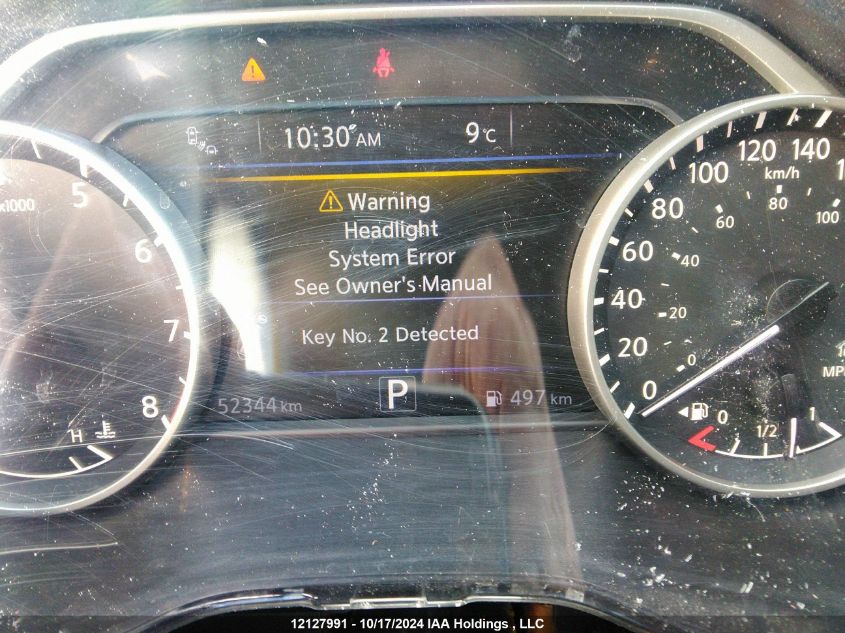 10:30 AM 9°C
Warning
Headlight
System Error
See Owner's Manual
Key No. 2 Detected
52344 km P 497 km
x1000
5
6
7
8
H
0 20 40 60 80 100 120 140
km/h
0 20 40 60 80 100
0 1/2 1
12127991 - 10/17/2024 IAA Holdings , LLC